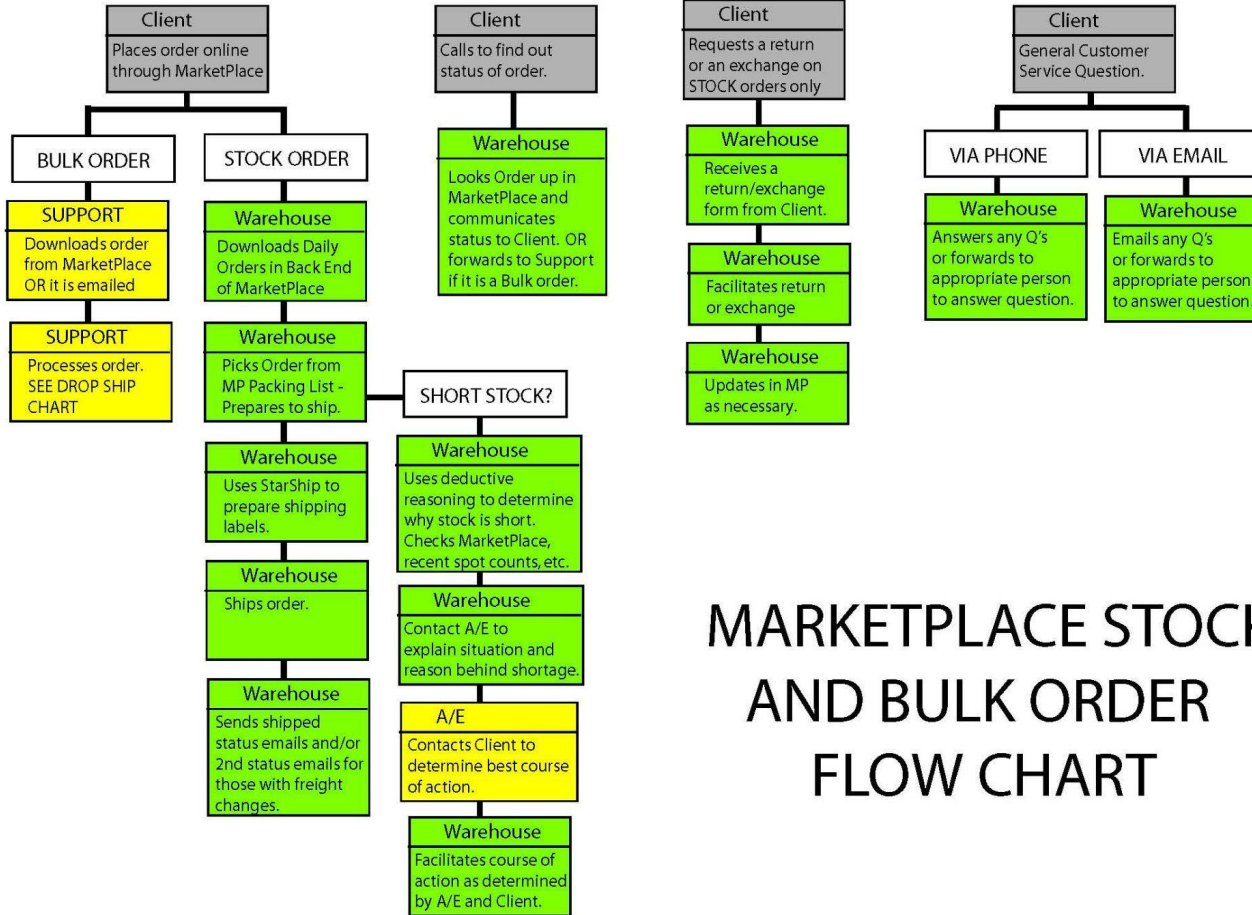 Client
Places order online
through MarketPlace
BULK ORDER
SUPPORT
Downloads order
from MarketPlace
OR it is emailed
SUPPORT
Processes order.
SEE DROP SHIP
CHART
STOCK ORDER
Warehouse
Downloads Daily
Orders in Back End
of MarketPlace
Warehouse
Picks Order from
MP Packing List -
Prepares to ship.
Warehouse
Uses StarShip to
prepare shipping
labels.
Warehouse
Ships order.
Warehouse
Sends shipped
status emails and/or
2nd status emails for
those with freight
changes.
SHORT STOCK?
Warehouse
Uses deductive
reasoning to determine
why stock is short.
Checks MarketPlace,
recent spot counts, etc.
Warehouse
Contact A/E to
explain situation and
reason behind shortage.
A/E
Contacts Client to
determine best course
of action.
Warehouse
Facilitates course of
action as determined
by A/E and Client.
Client
Calls to find out
status of order.
Warehouse
Looks Order up in
MarketPlace and
communicates
status to Client. OR
forwards to Support
if it is a Bulk order.
Client
Requests a return
or an exchange on
STOCK orders only
Warehouse
Receives a
return/exchange
form from Client.
Warehouse
Facilitates return
or exchange
Warehouse
Updates in MP
as necessary.
Client
General Customer
Service Question.
VIA PHONE
Warehouse
Answers any Q's
or forwards to
appropriate person
to answer question.
VIA EMAIL
Warehouse
Emails any Q's
or forwards to
appropriate person
to answer question
MARKETPLACE STOCK
AND BULK ORDER
FLOW CHART